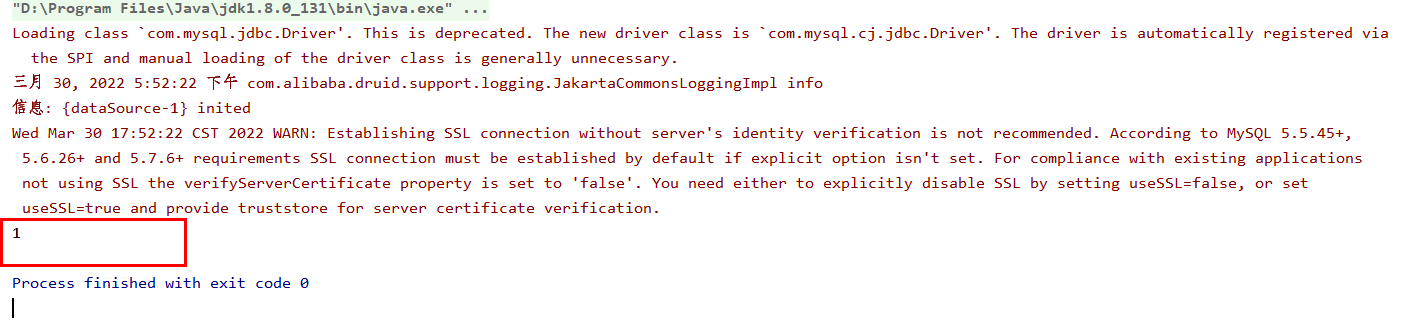 "D:\Program Files\Java\jdk1.8.0_131\bin\java.exe" ...
Loading class `com.mysql.jdbc.Driver'. This is deprecated. The new driver class is `com.mysql.cj.jdbc.Driver'. The driver is automatically registered via
the SPI and manual loading of the driver class is generally unnecessary.
三月 30, 2022 5:52:22 下午 com.alibaba.druid.support.logging.JakartaCommonsLoggingImpl info
信息: {dataSource-1} inited
Wed Mar 30 17:52:22 CST 2022 WARN: Establishing SSL connection without server's identity verification is not recommended. According to MySQL 5.5.45+,
5.6.26+ and 5.7.6+ requirements SSL connection must be established by default if explicit option isn't set. For compliance with existing applications
not using SSL the verifyServerCertificate property is set to 'false'. You need either to explicitly disable SSL by setting useSSL=false, or set
useSSL=true and provide truststore for server certificate verification.
1
Process finished with exit code 0